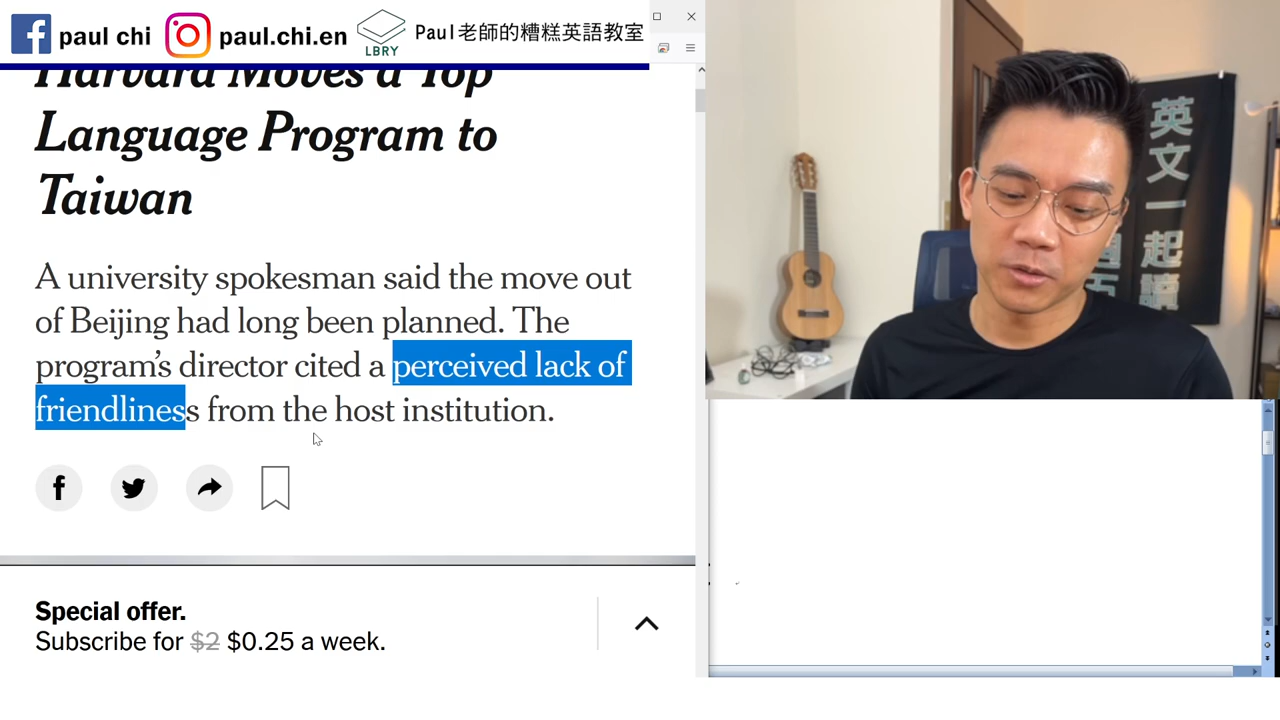 paul chi
paul.chi.en
LBRY
Paul老師的糟糕英語教室
Harvard Moves a Top
Language Program to
Taiwan
A university spokesman said the move out
of Beijing had long been planned. The
program's director cited a perceived lack of
friendliness from the host institution.
Special offer.
Subscribe for $2 $0.25 a week.
英文一起讀